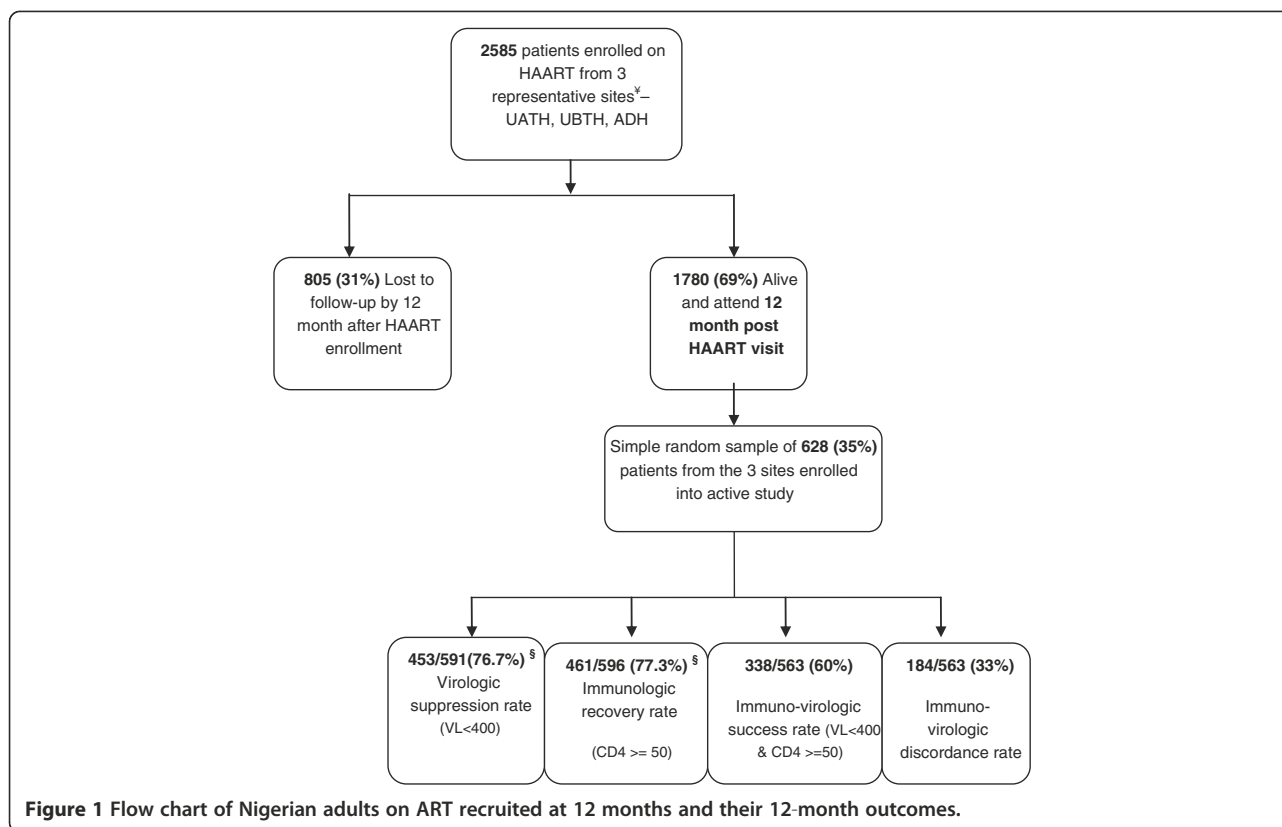 2585 patients enrolled on
HAART from 3
representative sites¥–
UATH, UBTH, ADH
805 (31%) Lost to
follow-up by 12
month after HAART
enrollment
1780 (69%) Alive
and attend 12
month post
HAART visit
Simple random sample of 628 (35%)
patients from the 3 sites enrolled
into active study
453/591(76.7%) §
Virologic
suppression rate
(VL<400)
461/596 (77.3%) §
Immunologic
recovery rate
(CD4 >= 50)
338/563 (60%)
Immuno-virologic
success rate (VL<400
& CD4 >=50)
184/563 (33%)
Immuno-
virologic
discordance rate
Figure 1 Flow chart of Nigerian adults on ART recruited at 12 months and their 12-month outcomes.